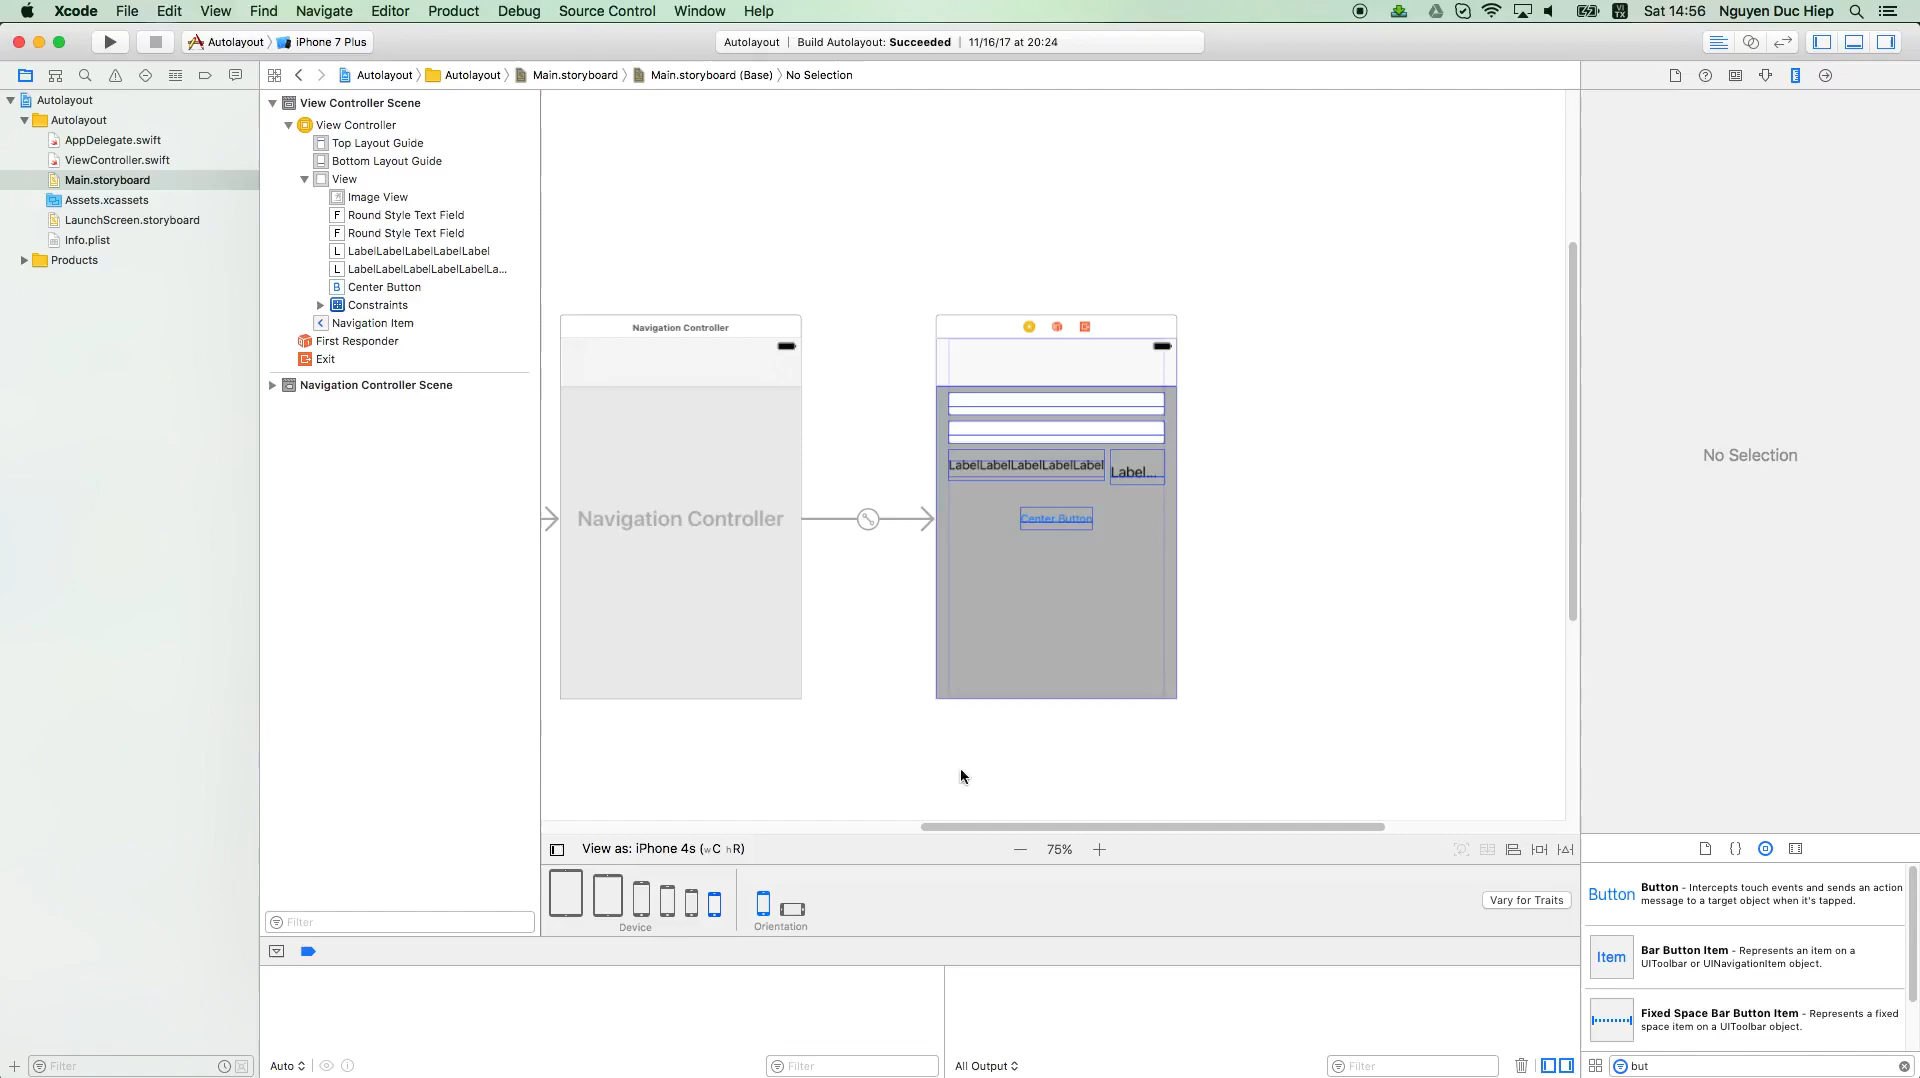 Xcode File Edit View Find Navigate Editor Product Debug Source Control Window Help
Sat 14:56 Nguyen Duc Hiep
Autolayout iPhone 7 Plus
Autolayout | Build Autolayout: Succeeded | 11/16/17 at 20:24
Autolayout Autolayout Main.storyboard Main.storyboard (Base) No Selection
Autolayout
Autolayout
AppDelegate.swift
ViewController.swift
Main.storyboard
Assets.xcassets
LaunchScreen.storyboard
Info.plist
Products
View Controller Scene
View Controller
Top Layout Guide
Bottom Layout Guide
View
Image View
F Round Style Text Field
F Round Style Text Field
L LabelLabelLabelLabelLabel
L LabelLabelLabelLabelLabelLa...
B Center Button
Constraints
Navigation Item
First Responder
Exit
Navigation Controller Scene
Navigation Controller
Navigation Controller
LabelLabelLabelLabelLabel
Label...
Center Button
No Selection
View as: iPhone 4s (wC hR)
75%
Device
Orientation
Vary for Traits
Filter
Button
Button - Intercepts touch events and sends an action
message to a target object when it's tapped.
Item
Bar Button Item - Represents an item on a
UIToolbar or UINavigationItem object.
Fixed Space Bar Button Item - Represents a fixed
space item on a UIToolbar object.
Filter
Auto
Filter
All Output
Filter
but